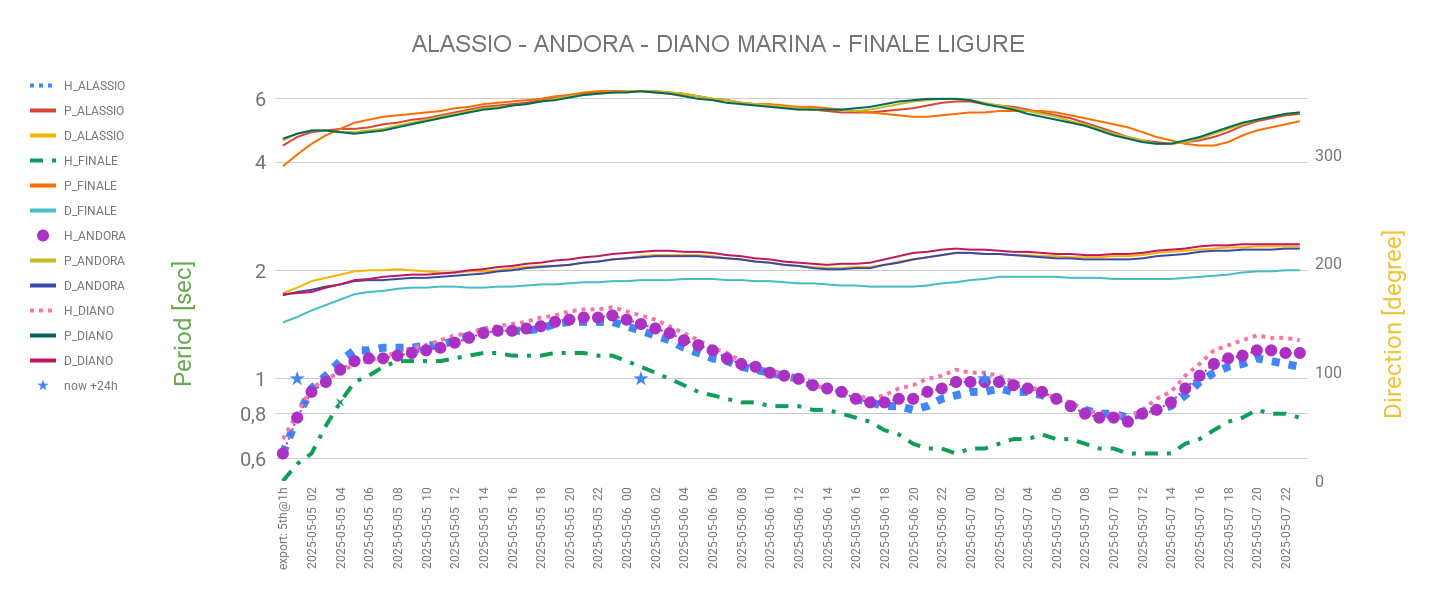 ALASSIO - ANDORA - DIANO MARINA - FINALE LIGURE
H_ALASSIO
P_ALASSIO
D_ALASSIO
H_FINALE
P_FINALE
D_FINALE
H_ANDORA
P_ANDORA
D_ANDORA
H_DIANO
P_DIANO
D_DIANO
now +24h
Period [sec]
6
4
2
1
0,8
0,6
300
200
100
0
Direction [degree]
export: 5th@1h
2025-05-05 02
2025-05-05 04
2025-05-05 06
2025-05-05 08
2025-05-05 10
2025-05-05 12
2025-05-05 14
2025-05-05 16
2025-05-05 18
2025-05-05 20
2025-05-05 22
2025-05-06 00
2025-05-06 02
2025-05-06 04
2025-05-06 06
2025-05-06 08
2025-05-06 10
2025-05-06 12
2025-05-06 14
2025-05-06 16
2025-05-06 18
2025-05-06 20
2025-05-06 22
2025-05-07 00
2025-05-07 02
2025-05-07 04
2025-05-07 06
2025-05-07 08
2025-05-07 10
2025-05-07 12
2025-05-07 14
2025-05-07 16
2025-05-07 18
2025-05-07 20
2025-05-07 22